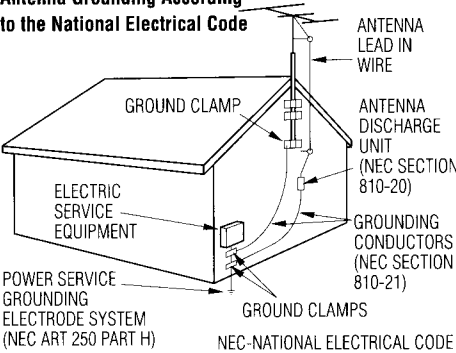 Antenna Grounding According
to the National Electrical Code
ANTENNA
LEAD IN
WIRE
GROUND CLAMP
ANTENNA
DISCHARGE
UNIT
(NEC SECTION
810-20)
ELECTRIC
SERVICE
EQUIPMENT
GROUNDING
CONDUCTORS
(NEC SECTION
810-21)
POWER SERVICE
GROUNDING
ELECTRODE SYSTEM
(NEC ART 250 PART H)
GROUND CLAMPS
NEC-NATIONAL ELECTRICAL CODE